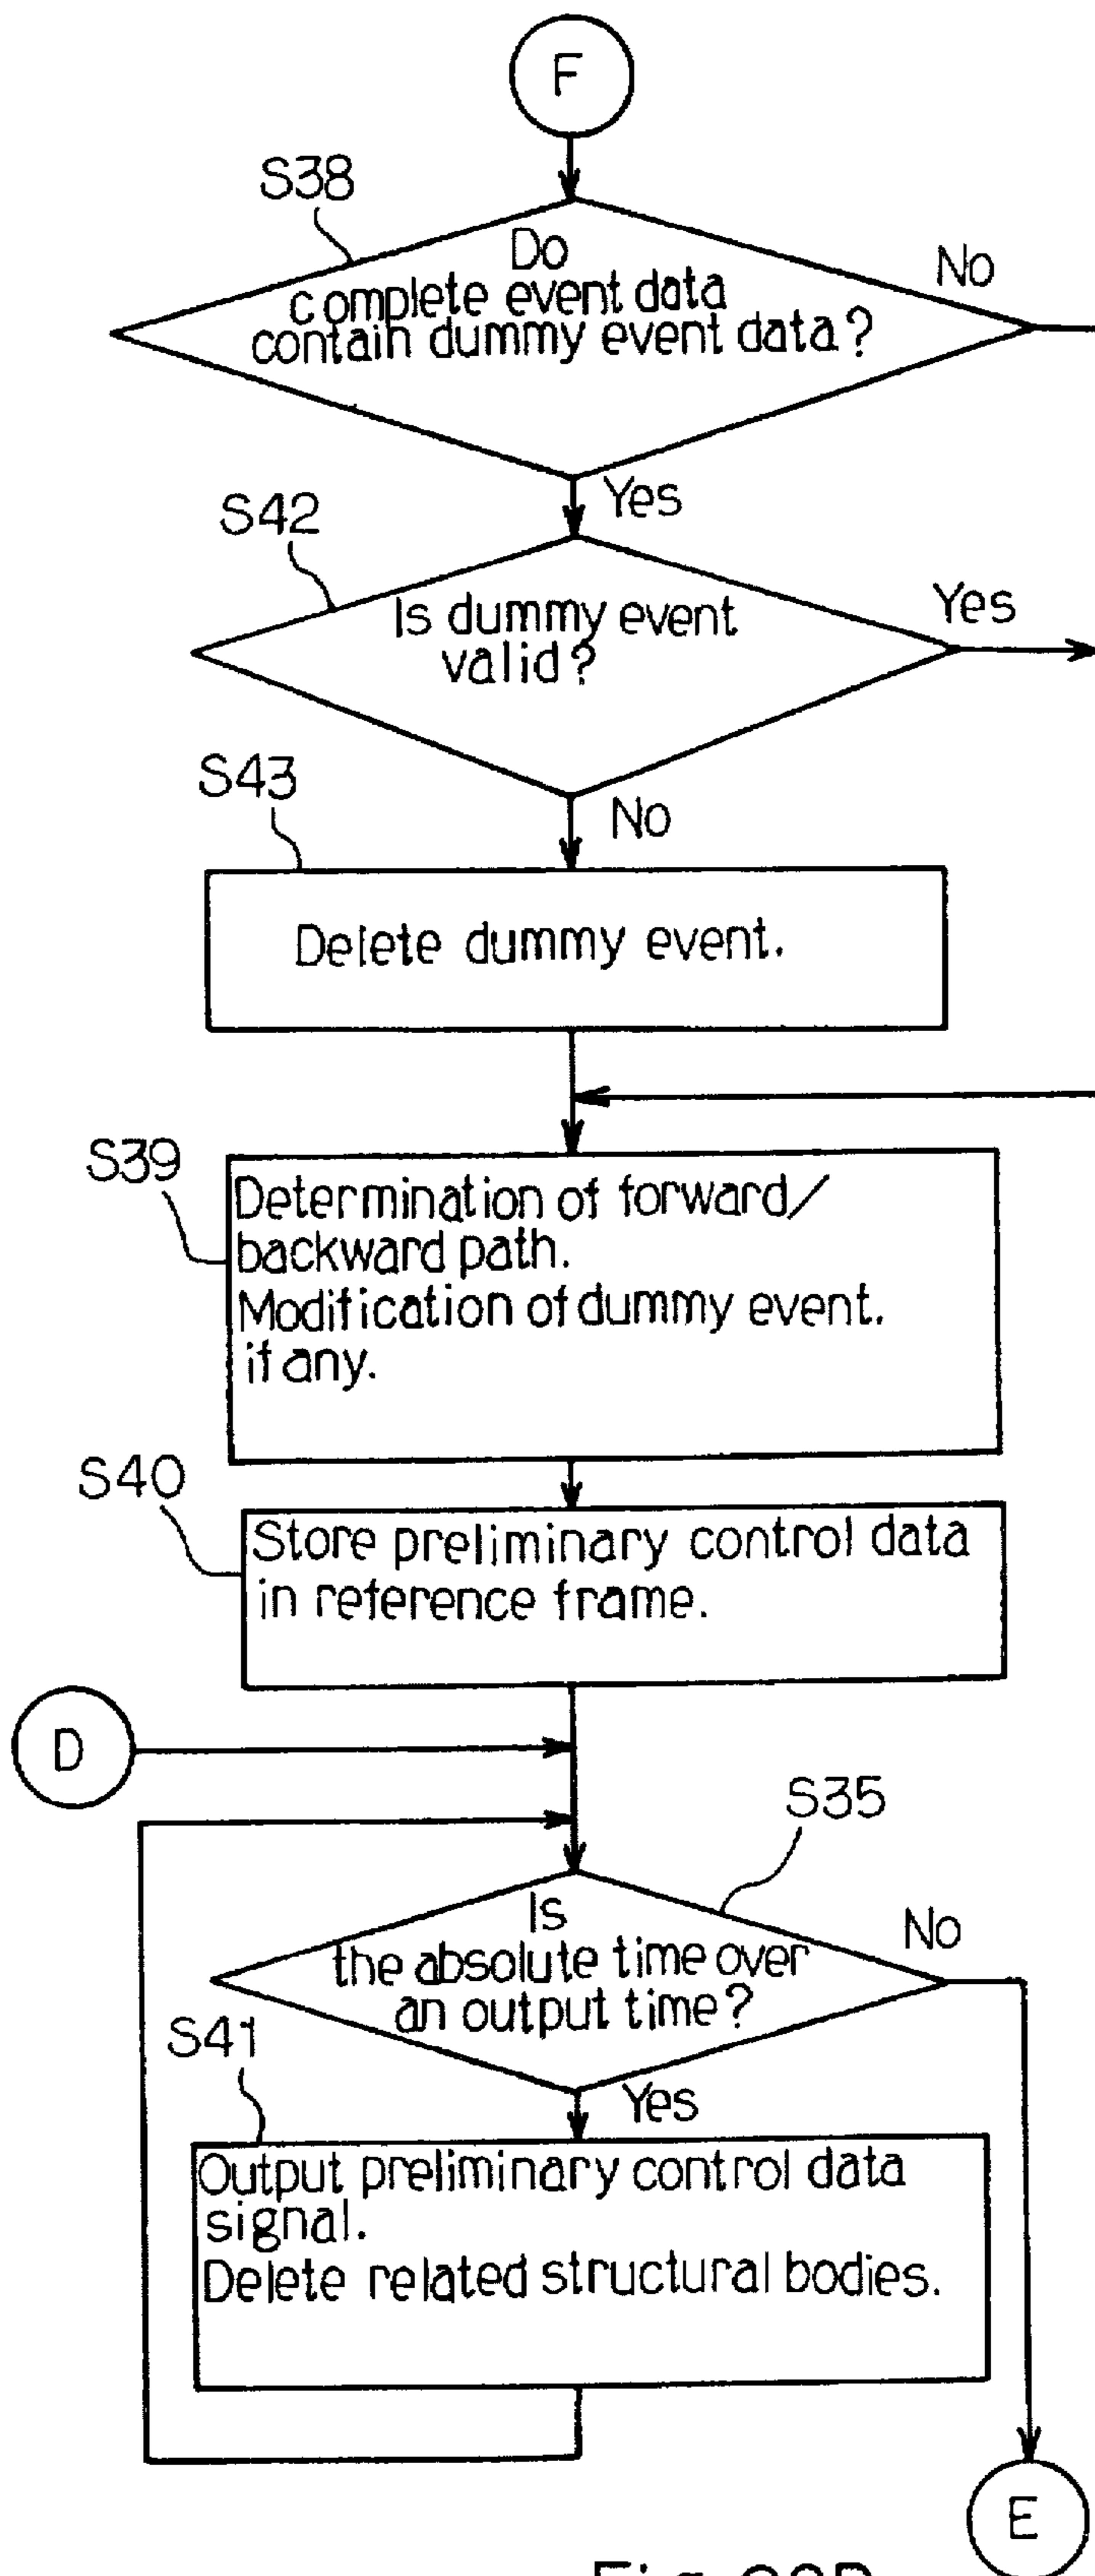 F
S38
Do
complete event data
contain dummy event data?
No
Yes
S42
Is dummy event
valid?
Yes
No
S43
Delete dummy event.
S39
Determination of forward/
backward path.
Modification of dummy event.
if any.
S40
Store preliminary control data
in reference frame.
D
S35
Is
the absolute time over
an output time?
No
Yes
S41
Output preliminary control data
signal.
Delete related structural bodies.
E